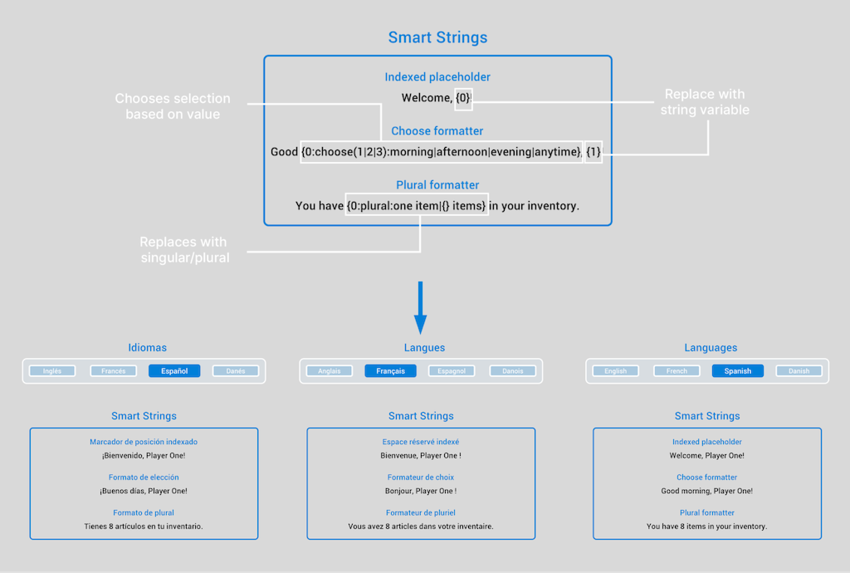 Smart Strings
Indexed placeholder
Welcome, {0}
Chooses selection
based on value
Replace with
string variable
Choose formatter
Good {0:choose(1|2|3):morning|afternoon|evening|anytime}, {1}
Plural formatter
You have {0:plural:one item|{} items} in your inventory.
Replaces with
singular/plural
Idiomas
Inglés Francés Español Danés
Smart Strings
Marcador de posición indexado
¡Bienvenido, Player One!
Formato de elección
¡Buenos días, Player One!
Formato de plural
Tienes 8 artículos en tu inventario.
Langues
Anglais Français Espagnol Danois
Smart Strings
Espace réservé indexé
Bienvenue, Player One !
Formateur de choix
Bonjour, Player One !
Formateur de pluriel
Vous avez 8 articles dans votre inventaire.
Languages
English French Spanish Danish
Smart Strings
Indexed placeholder
Welcome, Player One!
Choose formatter
Good morning, Player One!
Plural formatter
You have 8 items in your inventory.